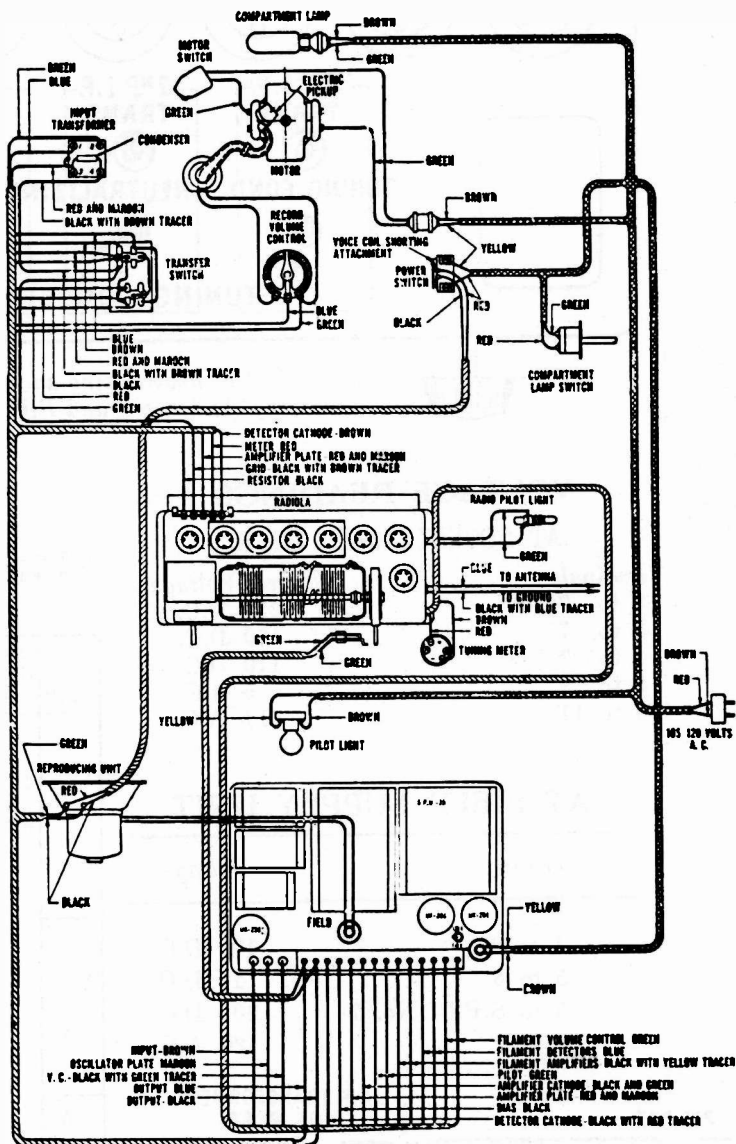 COMPARTMENT LAMP
BROWN
GREEN
MOTOR
SWITCH
GREEN
BLUE
ELECTRIC
PICKUP
GREEN
INPUT
TRANSFORMER
CONDENSER
1 2
3 4
MOTOR
GREEN
RED AND MAROON
BLACK WITH BROWN TRACER
BROWN
RECORD
VOLUME
CONTROL
VOICE COIL SHORTING
ATTACHMENT
YELLOW
TRANSFER
SWITCH
POWER
SWITCH
BLUE
GREEN
BLACK
RED
GREEN
RED
COMPARTMENT
LAMP SWITCH
BLUE
BROWN
RED AND MAROON
BLACK WITH BROWN TRACER
BLACK
RED
GREEN
DETECTOR CATHODE-BROWN
METER RED
AMPLIFIER PLATE-RED AND MAROON
GRID-BLACK WITH BROWN TRACER
RESISTOR BLACK
RADIOLA
RADIO PILOT LIGHT
GREEN
BLUE
TO ANTENNA
TO GROUND
BLACK WITH BLUE TRACER
BROWN
RED
GREEN
GREEN
TUNING METER
BROWN
RED
105 120 VOLTS
A. C.
YELLOW
BROWN
PILOT LIGHT
GREEN
REPRODUCING UNIT
RED
BLACK
S P U - 35
FIELD
YELLOW
CROWN
INPUT-BROWN
OSCILLATOR PLATE MAROON
V. C.-BLACK WITH GREEN TRACER
OUTPUT BLUE
OUTPUT-BLACK
FILAMENT VOLUME CONTROL GREEN
FILAMENT DETECTORS BLUE
FILAMENT AMPLIFIERS BLACK WITH YELLOW TRACER
PILOT GREEN
AMPLIFIER CATHODE BLACK AND GREEN
AMPLIFIER PLATE-RED AND MAROON
BIAS BLACK
DETECTOR CATHODE-BLACK WITH RED TRACER